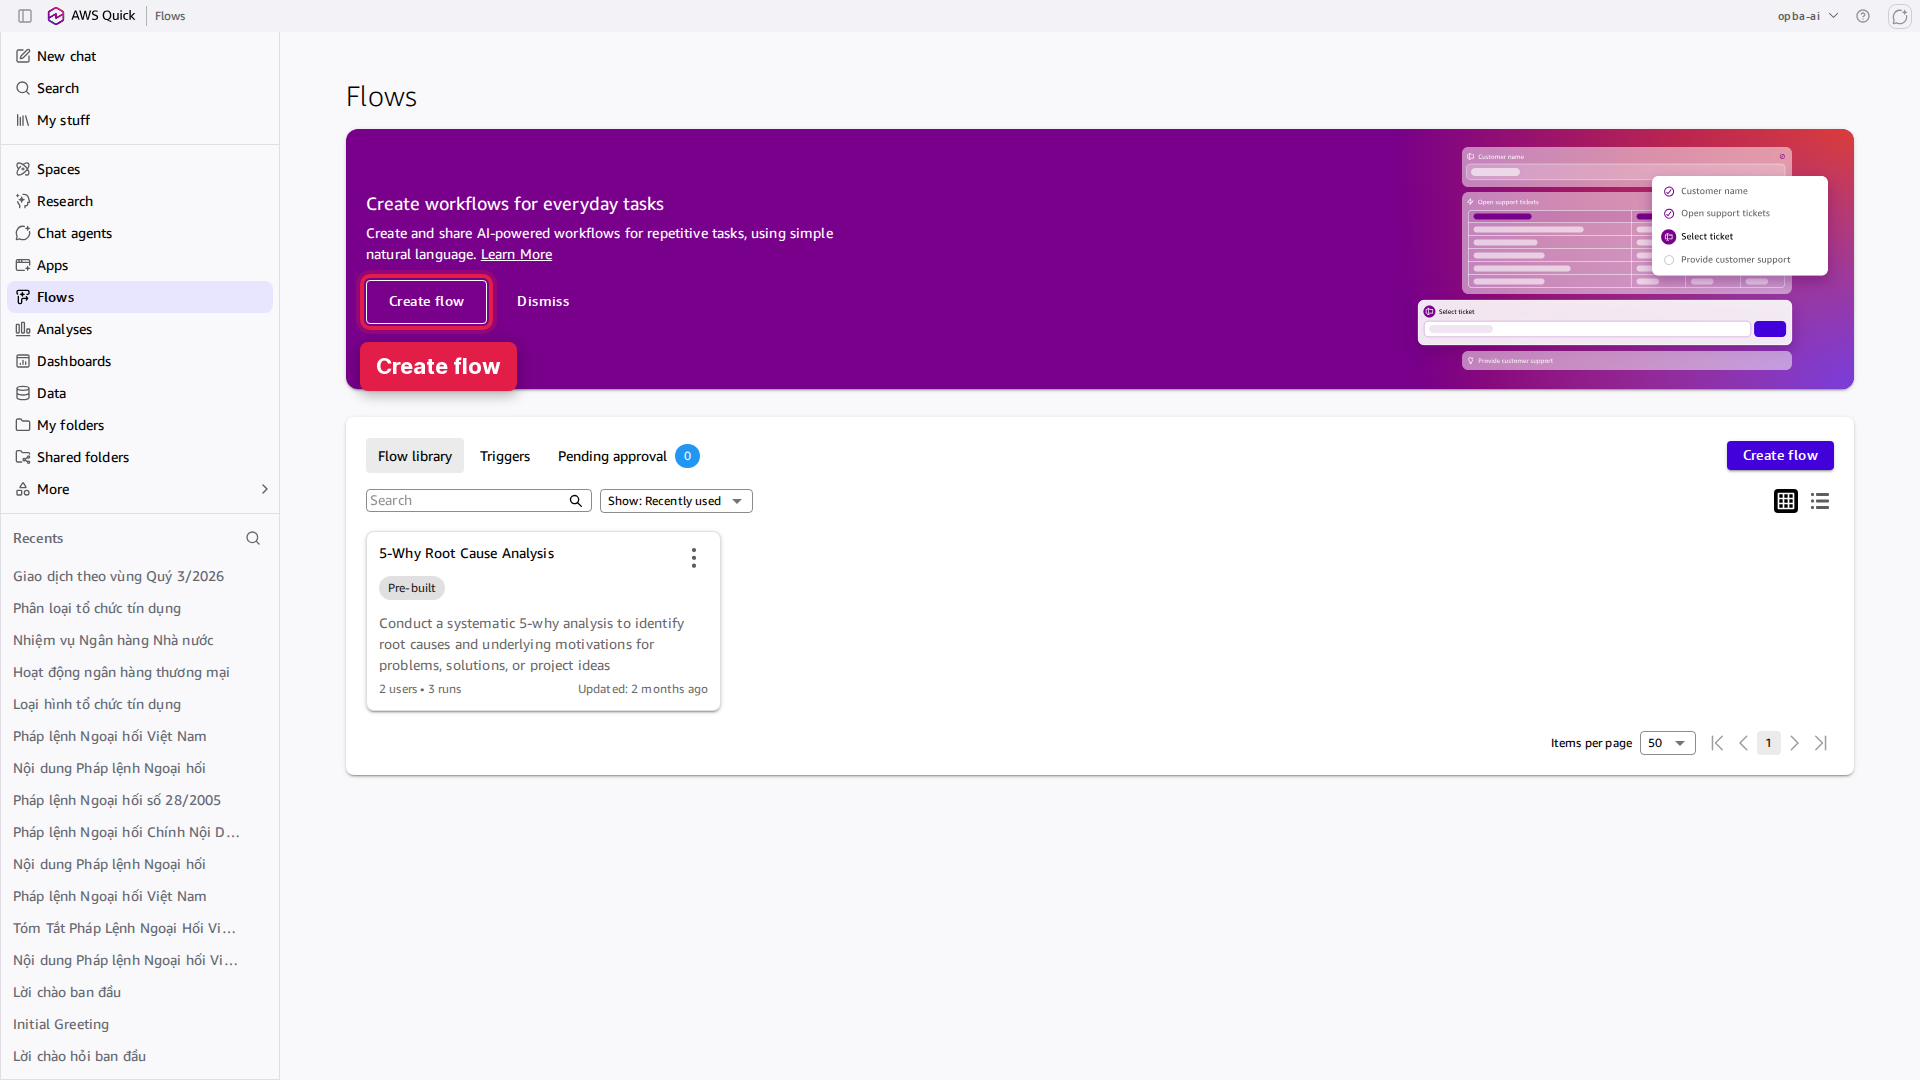 AWS Quick
Flows
opba-ai
New chat
Search
My stuff
Spaces
Research
Chat agents
Apps
Flows
Analyses
Dashboards
Data
My folders
Shared folders
More
Recents
Giao dịch theo vùng Quý 3/2026
Phân loại tổ chức tín dụng
Nhiệm vụ Ngân hàng Nhà nước
Hoạt động ngân hàng thương mại
Loại hình tổ chức tín dụng
Pháp lệnh Ngoại hối Việt Nam
Nội dung Pháp lệnh Ngoại hối
Pháp lệnh Ngoại hối số 28/2005
Pháp lệnh Ngoại hối Chính Nội D...
Nội dung Pháp lệnh Ngoại hối
Pháp lệnh Ngoại hối Việt Nam
Tóm Tắt Pháp Lệnh Ngoại Hối Vi...
Nội dung Pháp lệnh Ngoại hối Vi...
Lời chào ban đầu
Initial Greeting
Lời chào hỏi ban đầu
Flows
Create workflows for everyday tasks
Create and share AI-powered workflows for repetitive tasks, using simple
natural language. Learn More
Create flow
Dismiss
Create flow
Customer name
Open support tickets
Customer name
Open support tickets
Select ticket
Provide customer support
Select ticket
Provide customer support
Flow library
Triggers
Pending approval 0
Create flow
Search
Show: Recently used
5-Why Root Cause Analysis
Pre-built
Conduct a systematic 5-why analysis to identify
root causes and underlying motivations for
problems, solutions, or project ideas
2 users • 3 runs
Updated: 2 months ago
Items per page 50
1